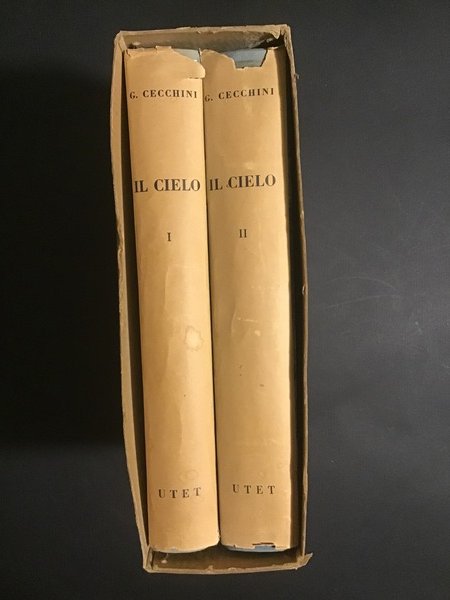 G. CECCHINI
IL CIELO
I
UTET
G. CECCHINI
IL CIELO
II
UTET